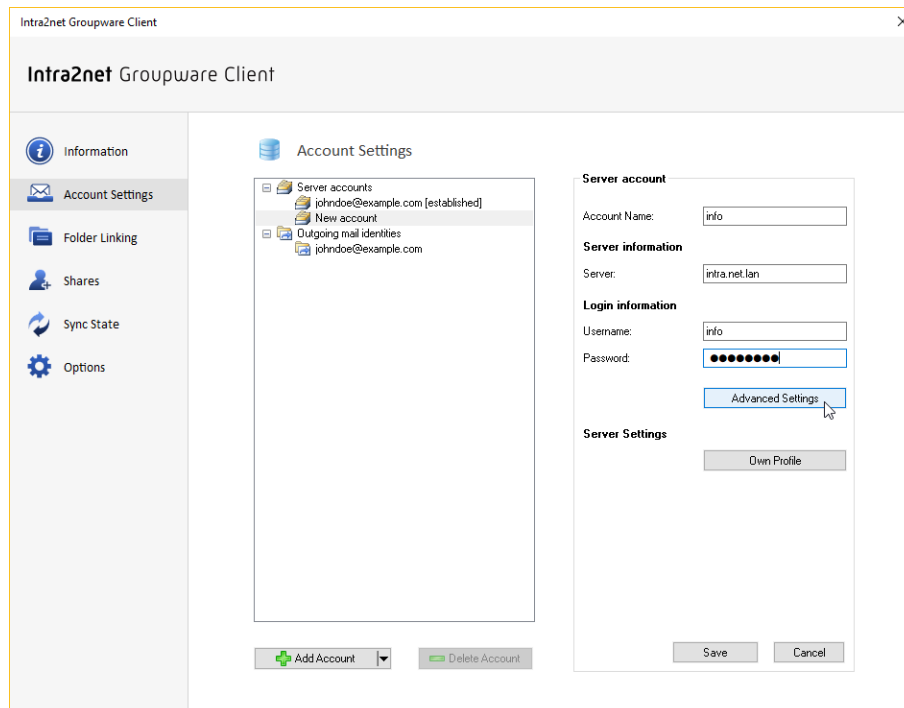 Intra2net Groupware Client
Intra2net Groupware Client
Information
Account Settings
Folder Linking
Shares
Sync State
Options
Account Settings
Server accounts
johndoe@example.com [established]
New account
Outgoing mail identities
johndoe@example.com
Add Account
Delete Account
Server account
Account Name: info
Server information
Server: intra.net.lan
Login information
Username: info
Password: ●●●●●●●●
Advanced Settings
Server Settings
Own Profile
Save Cancel